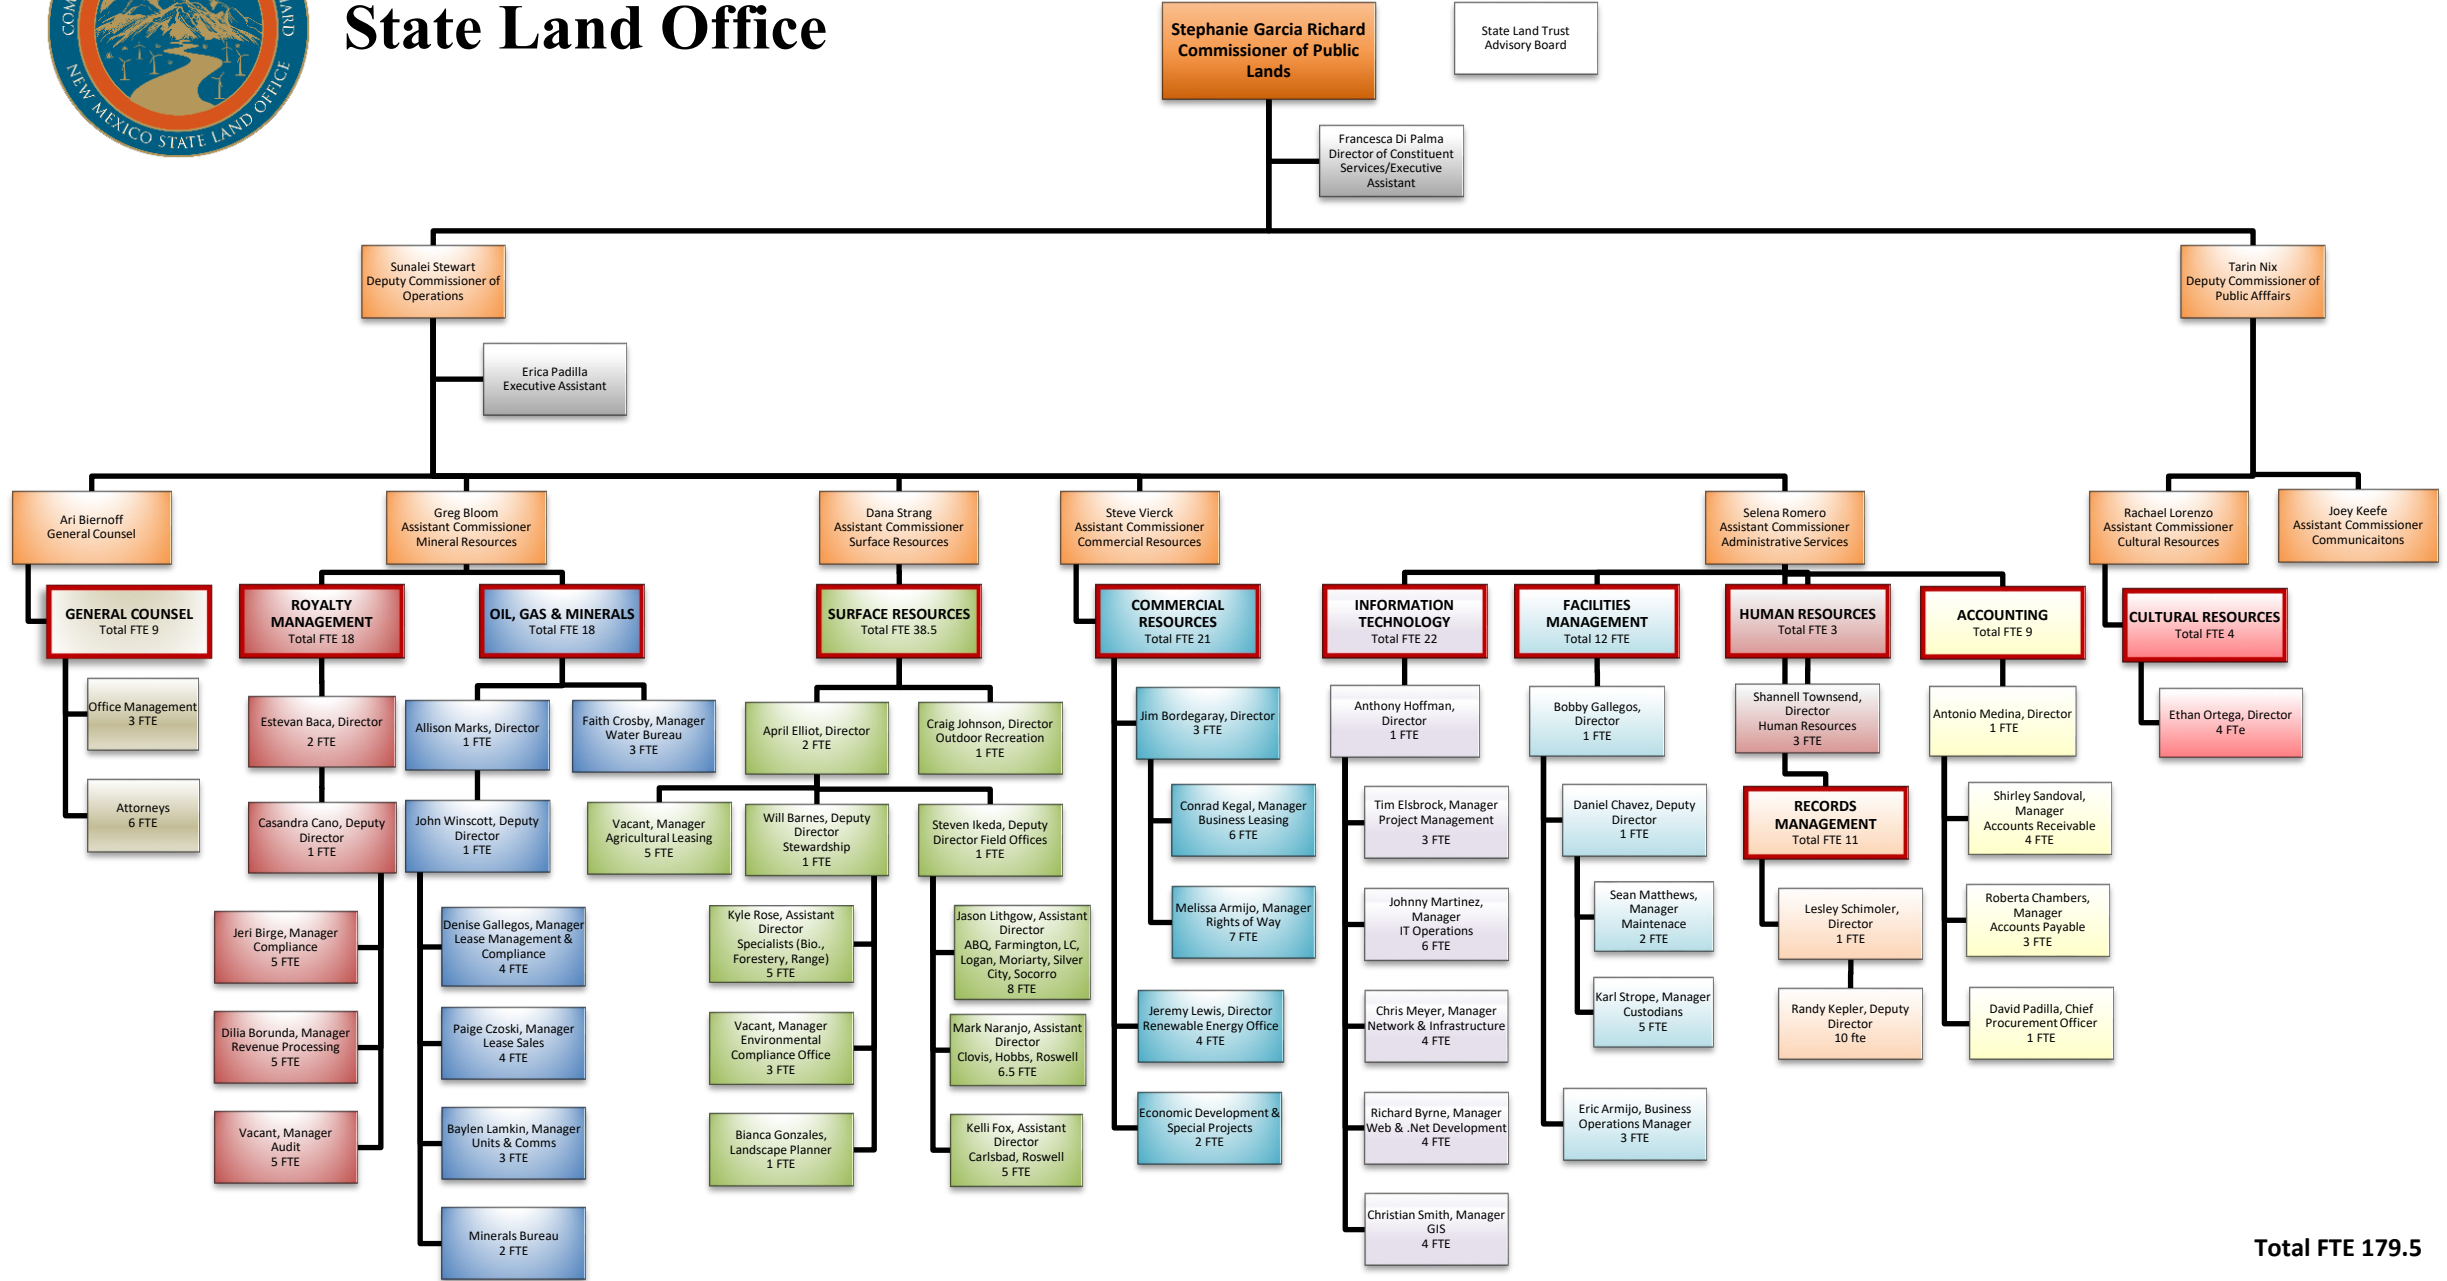 COM
ARD
NEW MEXICO STATE LAND OFFICE
State Land Office
Stephanie Garcia Richard
Commissioner of Public
Lands
State Land Trust
Advisory Board
Francesca Di Palma
Director of Constituent
Services/Executive
Assistant
Sunalei Stewart
Deputy Commissioner of
Operations
Tarin Nix
Deputy Commissioner of
Public Afffairs
Erica Padilla
Executive Assistant
Ari Biernoff
General Counsel
Greg Bloom
Assistant Commissioner
Mineral Resources
Dana Strang
Assistant Commissioner
Surface Resources
Steve Vierck
Assistant Commissioner
Commercial Resources
Selena Romero
Assistant Commissioner
Administrative Services
Rachael Lorenzo
Assistant Commissioner
Cultural Resources
Joey Keefe
Assistant Commissioner
Communicaitons
GENERAL COUNSEL
Total FTE 9
ROYALTY
MANAGEMENT
Total FTE 18
OIL, GAS & MINERALS
Total FTE 18
SURFACE RESOURCES
Total FTE 38.5
COMMERCIAL
RESOURCES
Total FTE 21
INFORMATION
TECHNOLOGY
Total FTE 22
FACILITIES
MANAGEMENT
Total 12 FTE
HUMAN RESOURCES
Total FTE 3
ACCOUNTING
Total FTE 9
CULTURAL RESOURCES
Total FTE 4
Office Management
3 FTE
Attorneys
6 FTE
Estevan Baca, Director
2 FTE
Casandra Cano, Deputy
Director
1 FTE
Jeri Birge, Manager
Compliance
5 FTE
Dilia Borunda, Manager
Revenue Processing
5 FTE
Vacant, Manager
Audit
5 FTE
Allison Marks, Director
1 FTE
Faith Crosby, Manager
Water Bureau
3 FTE
John Winscott, Deputy
Director
1 FTE
Denise Gallegos, Manager
Lease Management &
Compliance
4 FTE
Paige Czoski, Manager
Lease Sales
4 FTE
Baylen Lamkin, Manager
Units & Comms
3 FTE
Minerals Bureau
2 FTE
April Elliot, Director
2 FTE
Craig Johnson, Director
Outdoor Recreation
1 FTE
Vacant, Manager
Agricultural Leasing
5 FTE
Will Barnes, Deputy
Director
Stewardship
1 FTE
Steven Ikeda, Deputy
Director Field Offices
1 FTE
Kyle Rose, Assistant
Director
Specialists (Bio.,
Forestery, Range)
5 FTE
Vacant, Manager
Environmental
Compliance Office
3 FTE
Bianca Gonzales,
Landscape Planner
1 FTE
Jason Lithgow, Assistant
Director
ABQ, Farmington, LC,
Logan, Moriarty, Silver
City, Socorro
8 FTE
Mark Naranjo, Assistant
Director
Clovis, Hobbs, Roswell
6.5 FTE
Kelli Fox, Assistant
Director
Carlsbad, Roswell
5 FTE
Jim Bordegaray, Director
3 FTE
Conrad Kegal, Manager
Business Leasing
6 FTE
Melissa Armijo, Manager
Rights of Way
7 FTE
Jeremy Lewis, Director
Renewable Energy Office
4 FTE
Economic Development &
Special Projects
2 FTE
Anthony Hoffman,
Director
1 FTE
Tim Elsbrock, Manager
Project Management
3 FTE
Johnny Martinez,
Manager
IT Operations
6 FTE
Chris Meyer, Manager
Network & Infrastructure
4 FTE
Richard Byrne, Manager
Web & .Net Development
4 FTE
Christian Smith, Manager
GIS
4 FTE
Bobby Gallegos,
Director
1 FTE
Daniel Chavez, Deputy
Director
1 FTE
Sean Matthews,
Manager
Maintenace
2 FTE
Karl Strope, Manager
Custodians
5 FTE
Eric Armijo, Business
Operations Manager
3 FTE
Shannell Townsend,
Director
Human Resources
3 FTE
RECORDS
MANAGEMENT
Total FTE 11
Lesley Schimoler,
Director
1 FTE
Randy Kepler, Deputy
Director
10 fte
Antonio Medina, Director
1 FTE
Shirley Sandoval,
Manager
Accounts Receivable
4 FTE
Roberta Chambers,
Manager
Accounts Payable
3 FTE
David Padilla, Chief
Procurement Officer
1 FTE
Ethan Ortega, Director
4 FTe
Total FTE 179.5